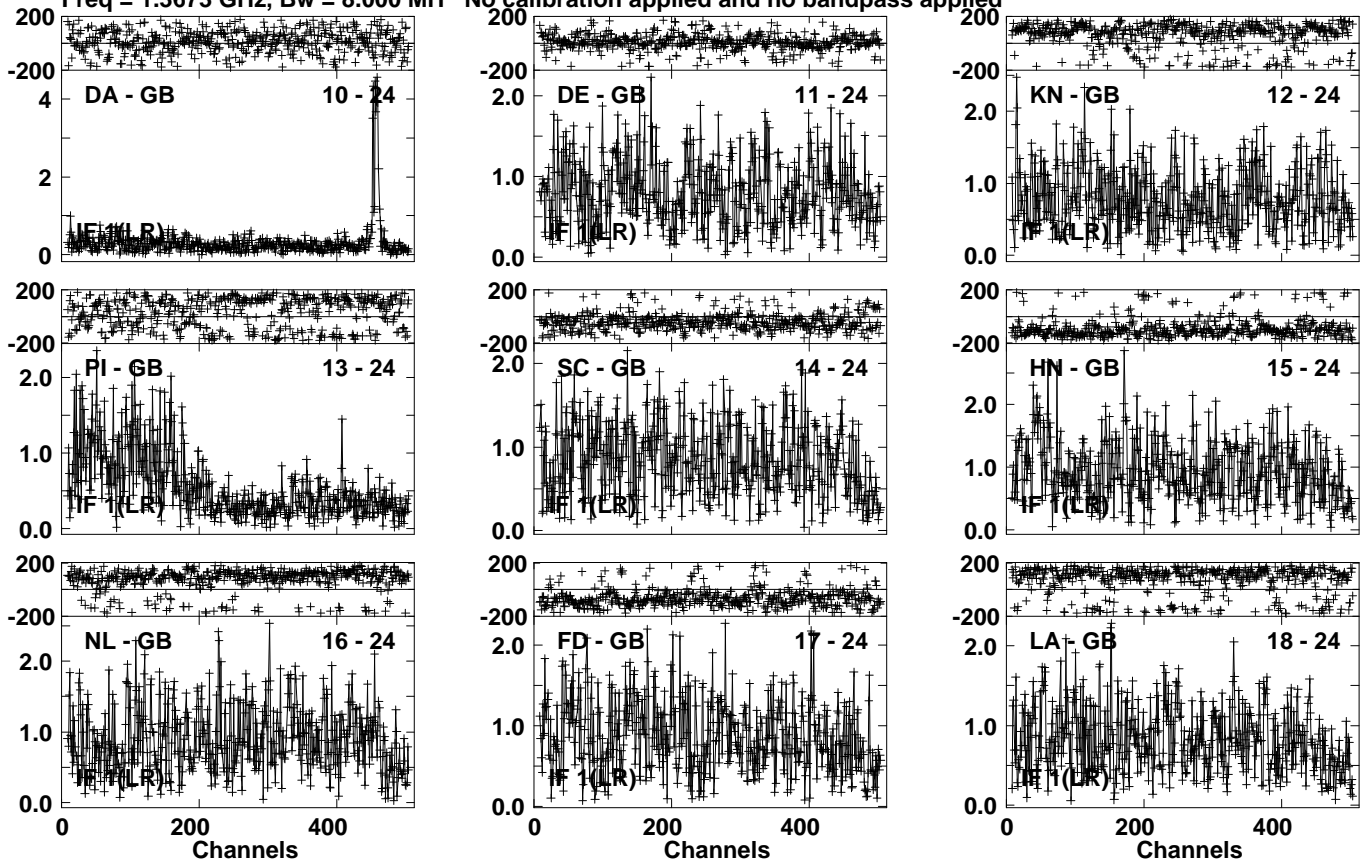 Freq = 1.3675 GHz, Bw = 8.000 MH No calibration applied and no bandpass applied
200
-200
DA - GB 10 - 24
4
2
0
IF 1(LR)
200
-200
DE - GB 11 - 24
2.0
1.0
0.0
IF 1(LR)
200
-200
KN - GB 12 - 24
2.0
1.0
0.0
IF 1(LR)
200
-200
PI - GB 13 - 24
2.0
1.0
0.0
IF 1(LR)
200
-200
SC - GB 14 - 24
2.0
1.0
0.0
IF 1(LR)
200
-200
HN - GB 15 - 24
2.0
1.0
0.0
IF 1(LR)
200
-200
NL - GB 16 - 24
2.0
1.0
0.0
IF 1(LR)
0 200 400
Channels
200
-200
FD - GB 17 - 24
2.0
1.0
0.0
IF 1(LR)
0 200 400
Channels
200
-200
LA - GB 18 - 24
2.0
1.0
0.0
IF 1(LR)
0 200 400
Channels